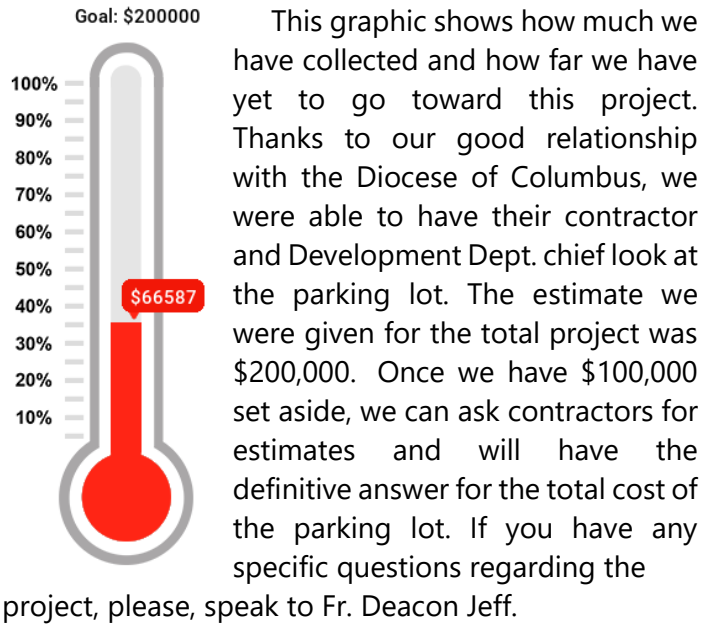 Goal: $200000
100%
90%
80%
70%
60%
50%
40%
30%
20%
10%
$66587
This graphic shows how much we
have collected and how far we have
yet to go toward this project.
Thanks to our good relationship
with the Diocese of Columbus, we
were able to have their contractor
and Development Dept. chief look at
the parking lot. The estimate we
were given for the total project was
$200,000. Once we have $100,000
set aside, we can ask contractors for
estimates and will have the
definitive answer for the total cost of
the parking lot. If you have any
specific questions regarding the
project, please, speak to Fr. Deacon Jeff.